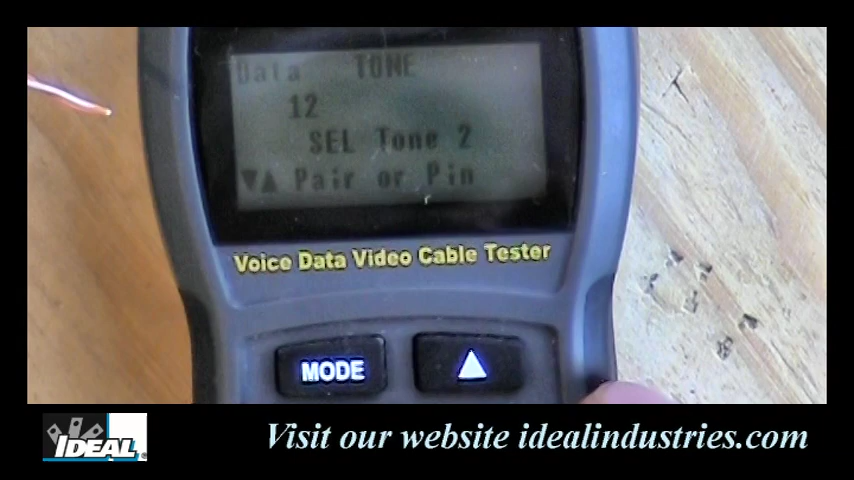 Data TONE
12
SEL Tone 2
▼▲ Pair or Pin
Voice Data Video Cable Tester
MODE
▲
IDEAL®
Visit our website idealindustries.com